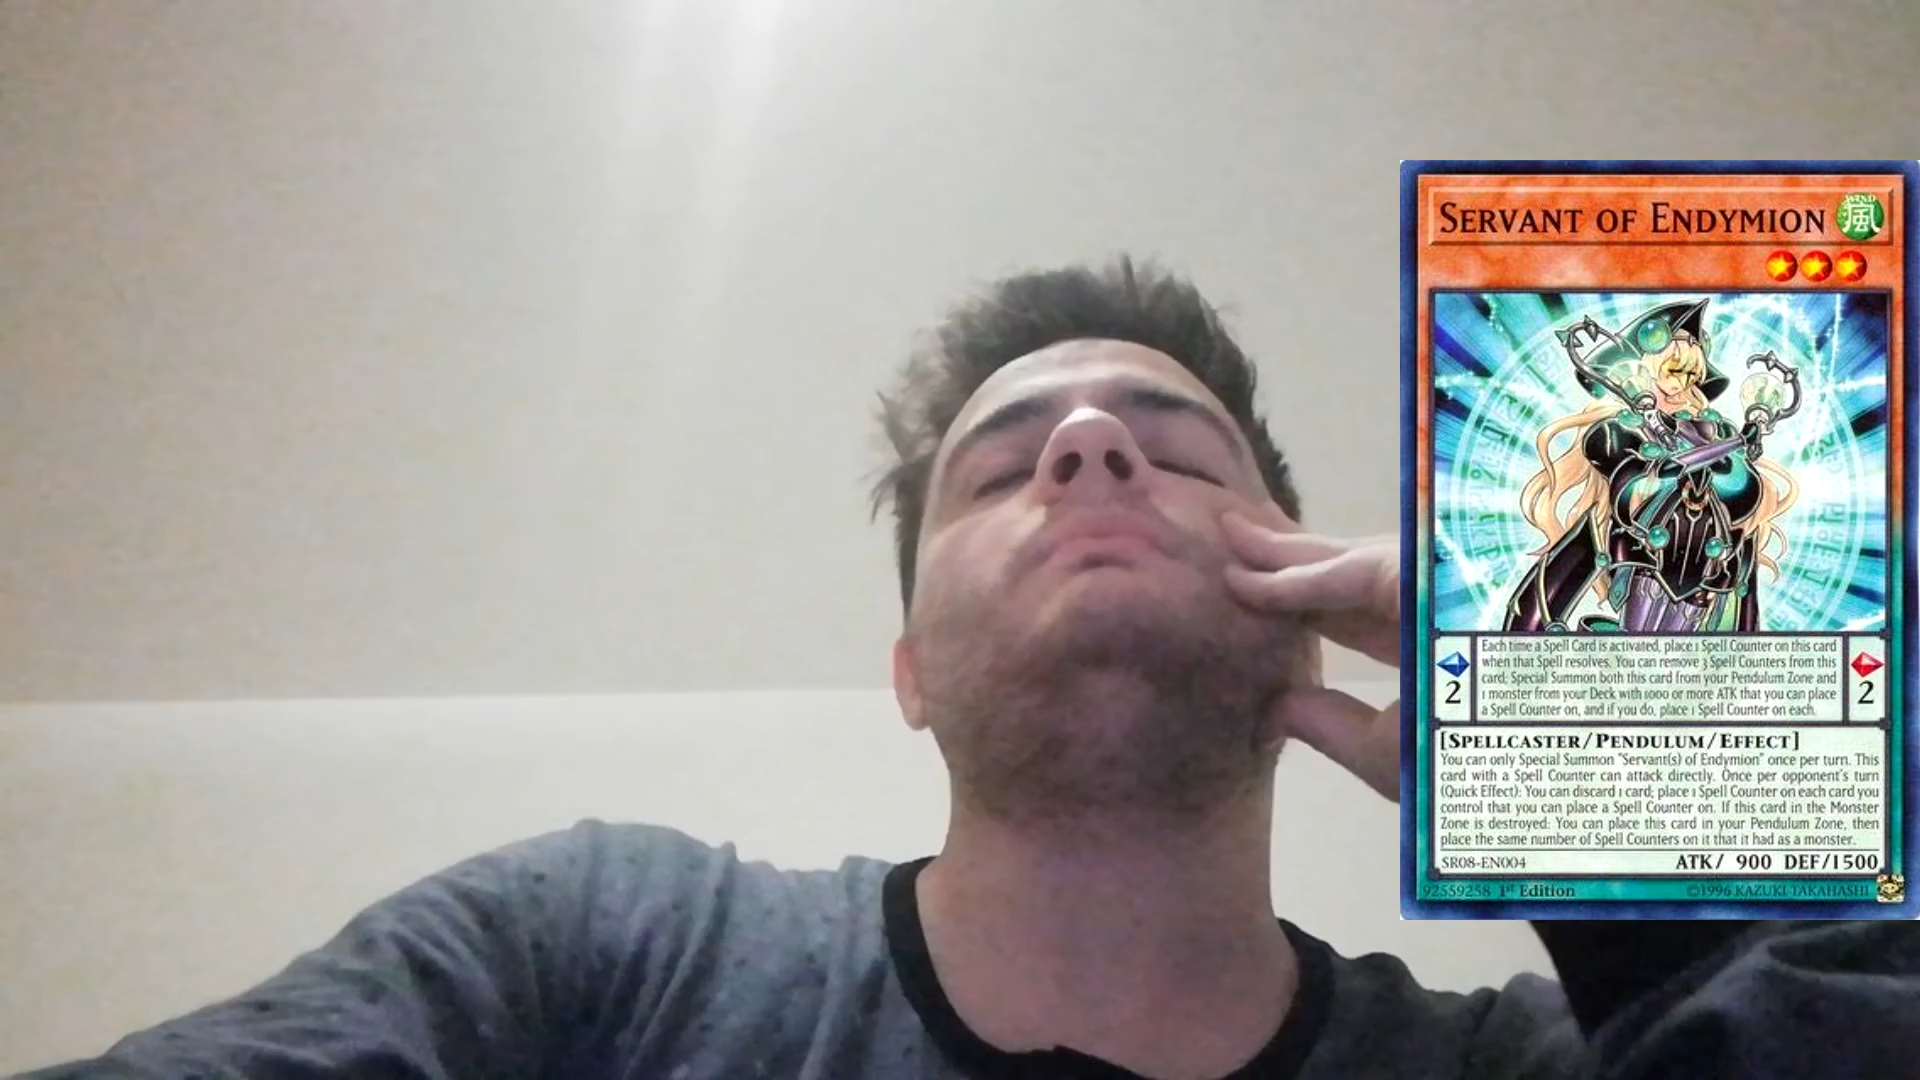 SERVANT OF ENDYMION
WIND
風
Each time a Spell Card is activated, place 1 Spell Counter on this card
when that Spell resolves. You can remove 3 Spell Counters from this
card; Special Summon both this card from your Pendulum Zone and
1 monster from your Deck with 1000 or more ATK that you can place
a Spell Counter on, and if you do, place 1 Spell Counter on each.
2
2
[SPELLCASTER/PENDULUM/EFFECT]
You can only Special Summon "Servant(s) of Endymion" once per turn. This
card with a Spell Counter can attack directly. Once per opponent's turn
(Quick Effect): You can discard 1 card; place 1 Spell Counter on each card you
control that you can place a Spell Counter on. If this card in the Monster
Zone is destroyed: You can place this card in your Pendulum Zone, then
place the same number of Spell Counters on it that it had as a monster.
SR08-EN004
ATK/ 900 DEF/1500
92559258 1st Edition
©1996 KAZUKI TAKAHASHI